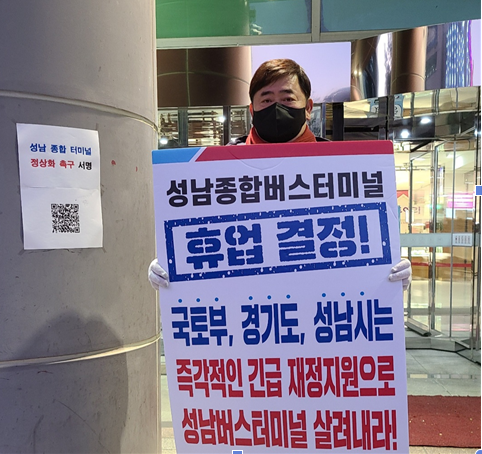 성남 종합 터미널
정상화 촉구 서명
성남종합버스터미널
휴업 결정!
국토부, 경기도, 성남시는
즉각적인 긴급 재정지원으로
성남버스터미널 살려내라!